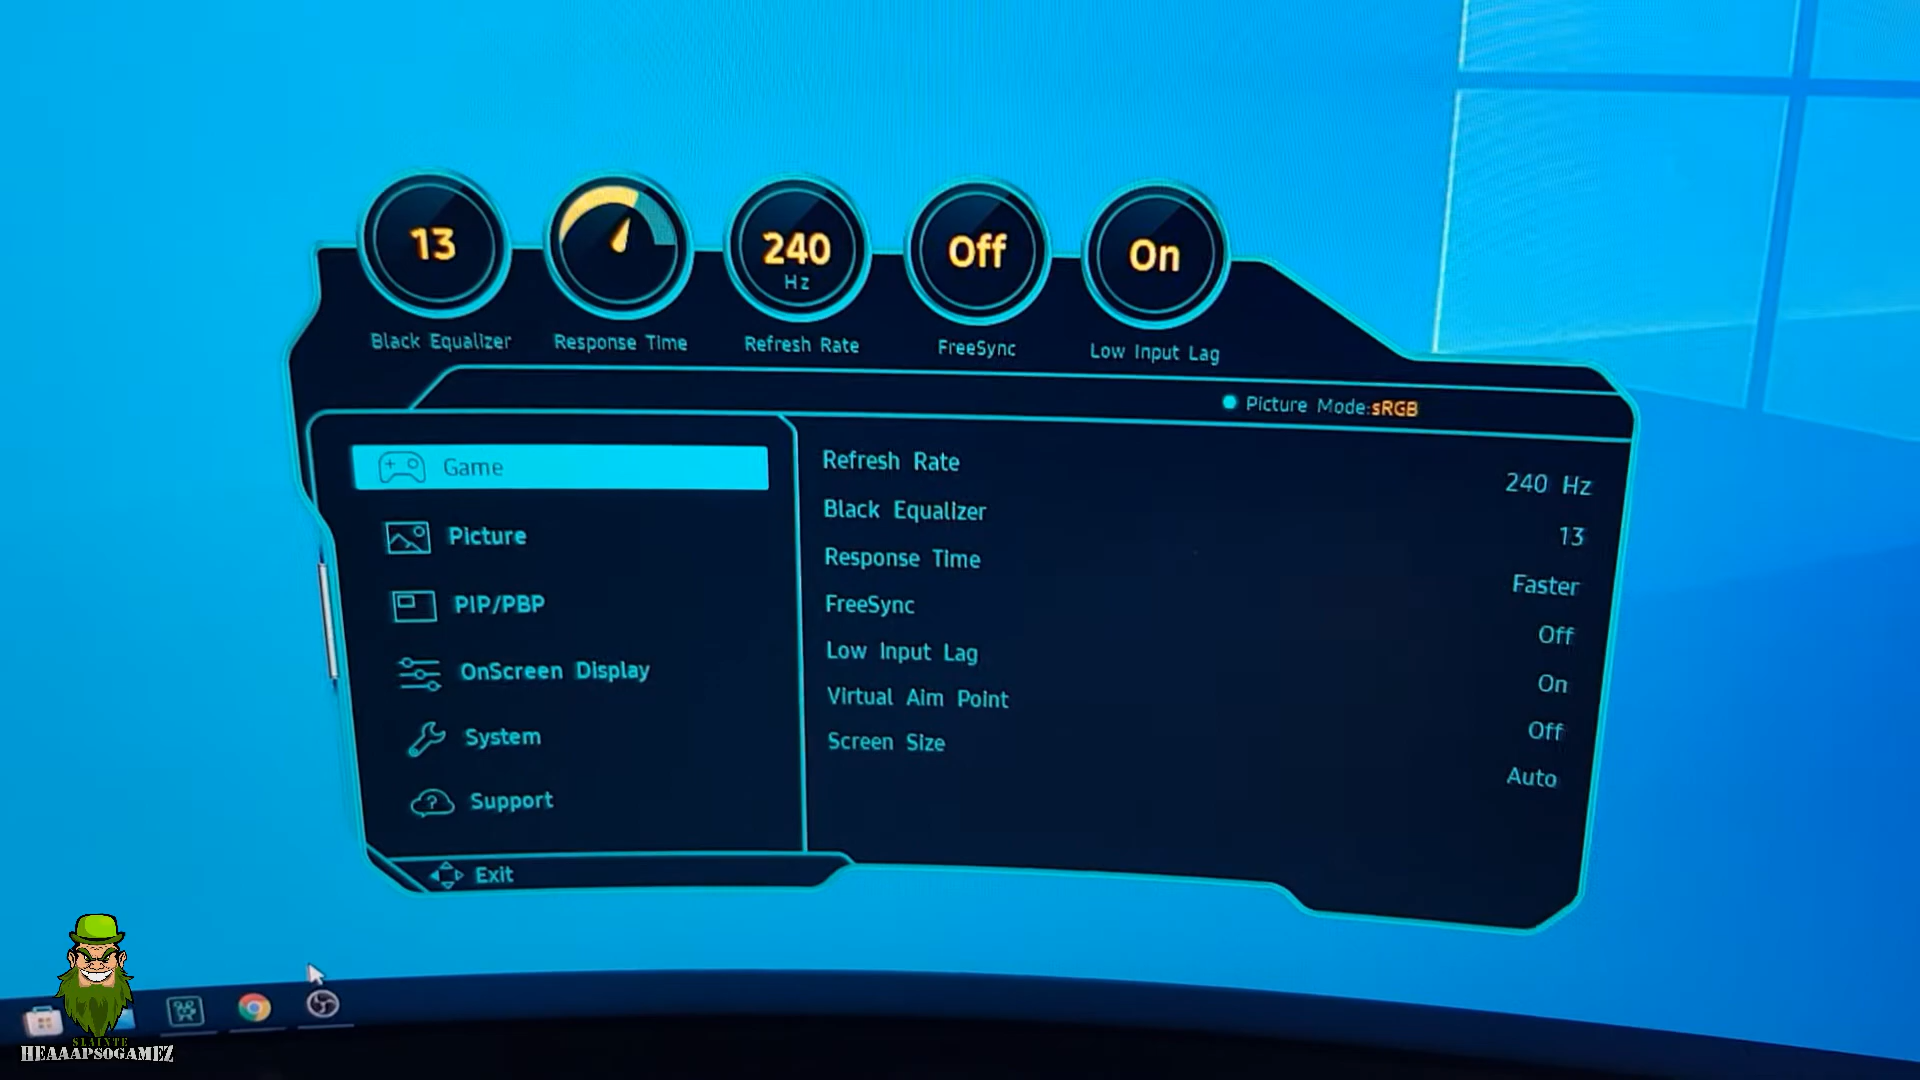 13
240
Hz
Off
On
Black Equalizer
Response Time
Refresh Rate
FreeSync
Low Input Lag
Picture Mode:sRGB
Game
Picture
PIP/PBP
OnScreen Display
System
Support
Exit
Refresh Rate 240 Hz
Black Equalizer 13
Response Time Faster
FreeSync Off
Low Input Lag On
Virtual Aim Point Off
Screen Size Auto
SLAINTE
HEAAAPSOGAMEZ